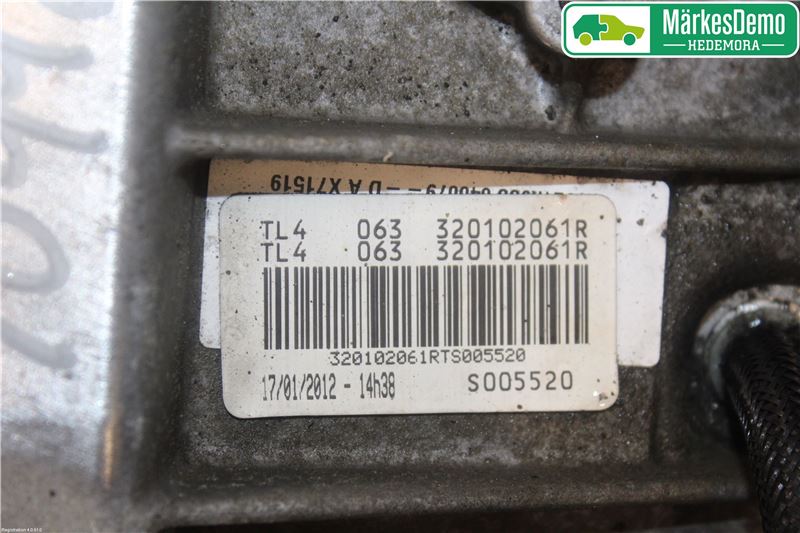 MärkesDemo
HEDEMORA
X71519
TL4 063 320102061R
TL4 063 320102061R
320102061RTS005520
17/01/2012 - 14h38 S005520